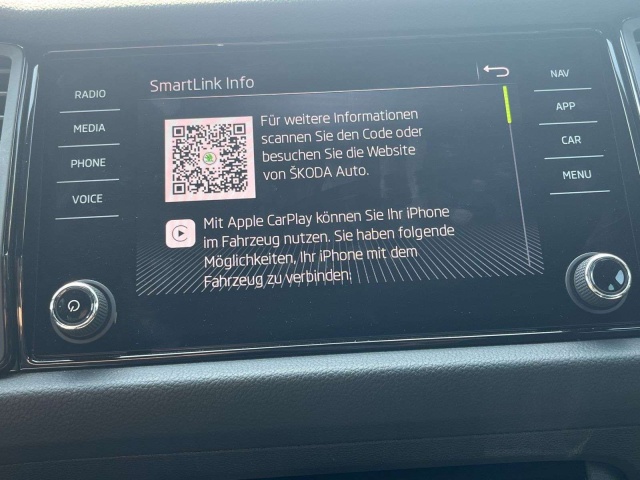 SmartLink Info
RADIO
MEDIA
PHONE
VOICE
Für weitere Informationen
scannen Sie den Code oder
besuchen Sie die Website
von ŠKODA Auto.
Mit Apple CarPlay können Sie Ihr iPhone
im Fahrzeug nutzen. Sie haben folgende
Möglichkeiten, Ihr iPhone mit dem
Fahrzeug zu verbinden:
NAV
APP
CAR
MENU